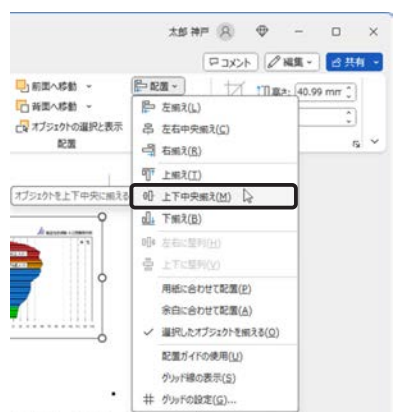 太郎 神戸
コメント
編集
共有
前面へ移動
配置
高さ: 40.99 mm
背面へ移動
オブジェクトの選択と表示
配置
左揃え(L)
左右中央揃え(C)
右揃え(R)
上揃え(T)
オブジェクトを上下中央に揃える
上下中央揃え(M)
下揃え(B)
左右に整列(H)
上下に整列(V)
用紙に合わせて配置(P)
余白に合わせて配置(A)
選択したオブジェクトを揃える(O)
配置ガイドの使用(U)
グリッド線の表示(S)
グリッドの設定(G)...